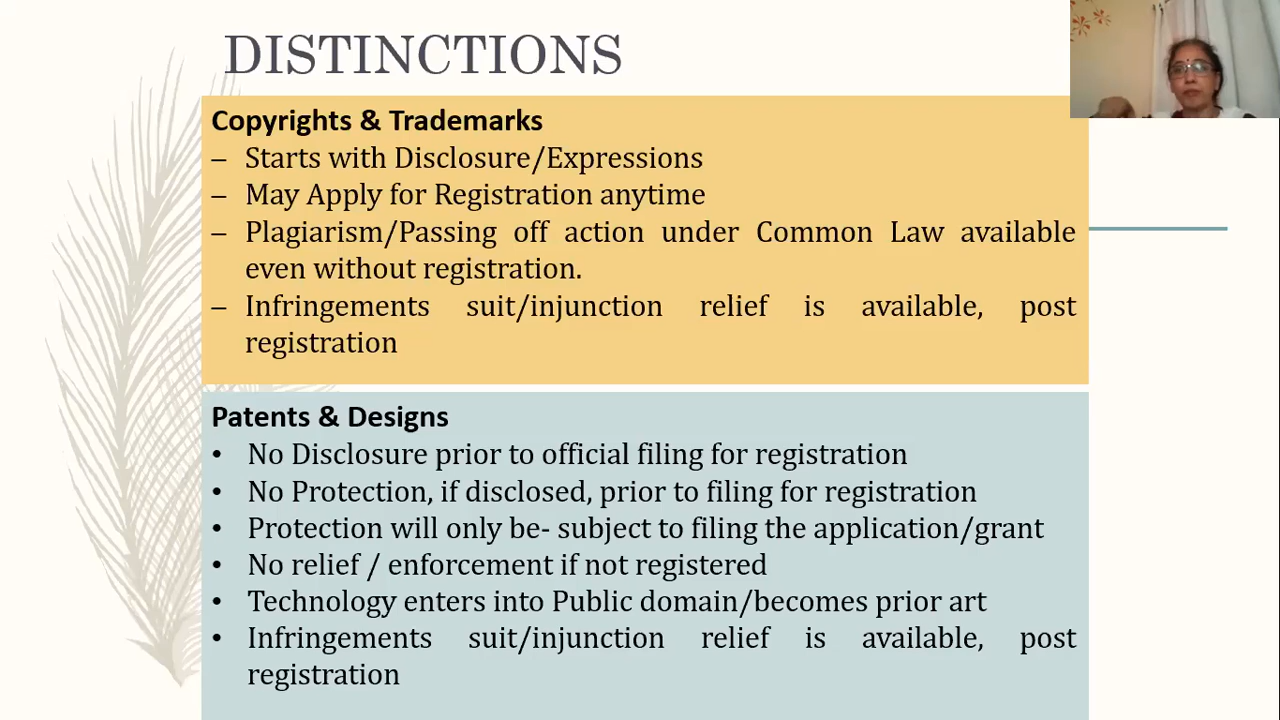 DISTINCTIONS
Copyrights & Trademarks
– Starts with Disclosure/Expressions
– May Apply for Registration anytime
– Plagiarism/Passing off action under Common Law available
even without registration.
– Infringements suit/injunction relief is available, post
registration
Patents & Designs
• No Disclosure prior to official filing for registration
• No Protection, if disclosed, prior to filing for registration
• Protection will only be- subject to filing the application/grant
• No relief / enforcement if not registered
• Technology enters into Public domain/becomes prior art
• Infringements suit/injunction relief is available, post
registration